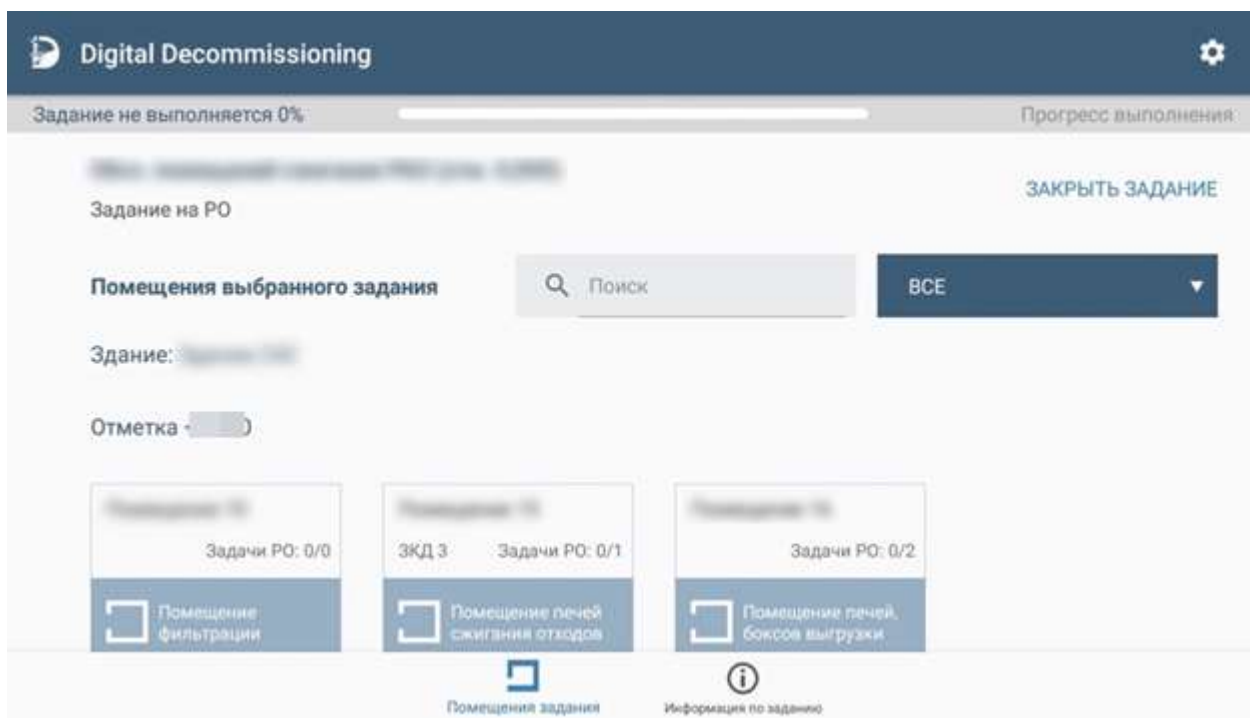 Digital Decommissioning
Задание не выполняется 0%
Прогресс выполнения
Задание на РО
ЗАКРЫТЬ ЗАДАНИЕ
Помещения выбранного задания
Поиск
ВСЕ
Здание:
Отметка
Задачи РО: 0/0
ЗКД 3 Задачи РО: 0/1
Задачи РО: 0/2
Помещение
фильтрации
Помещение печей
сжигания отходов
Помещение печей,
боксов выгрузки
Помещения задания
Информация по заданию